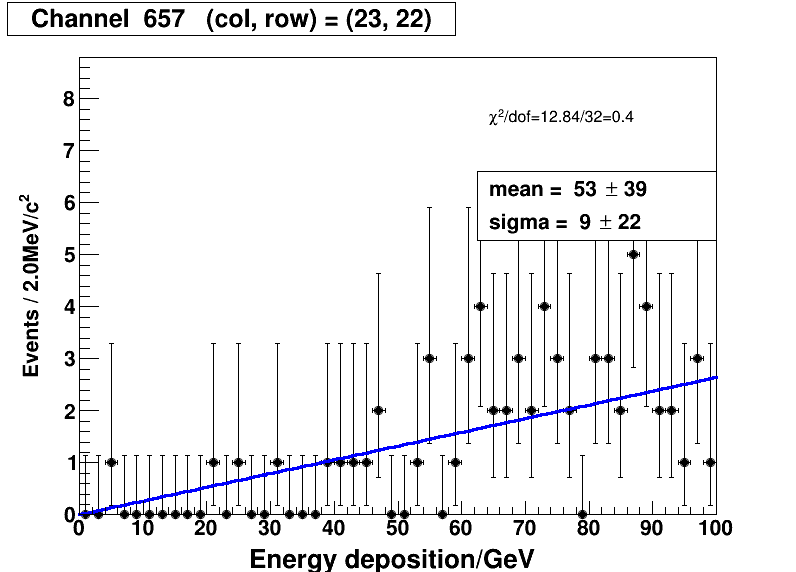 Channel  657   (col, row) = (23, 22)
χ²/dof=12.84/32=0.4
mean =  53 ± 39
sigma =  9 ± 22
Events / 2.0MeV/c²
8
7
6
5
4
3
2
1
0
0 10 20 30 40 50 60 70 80 90 100
Energy deposition/GeV